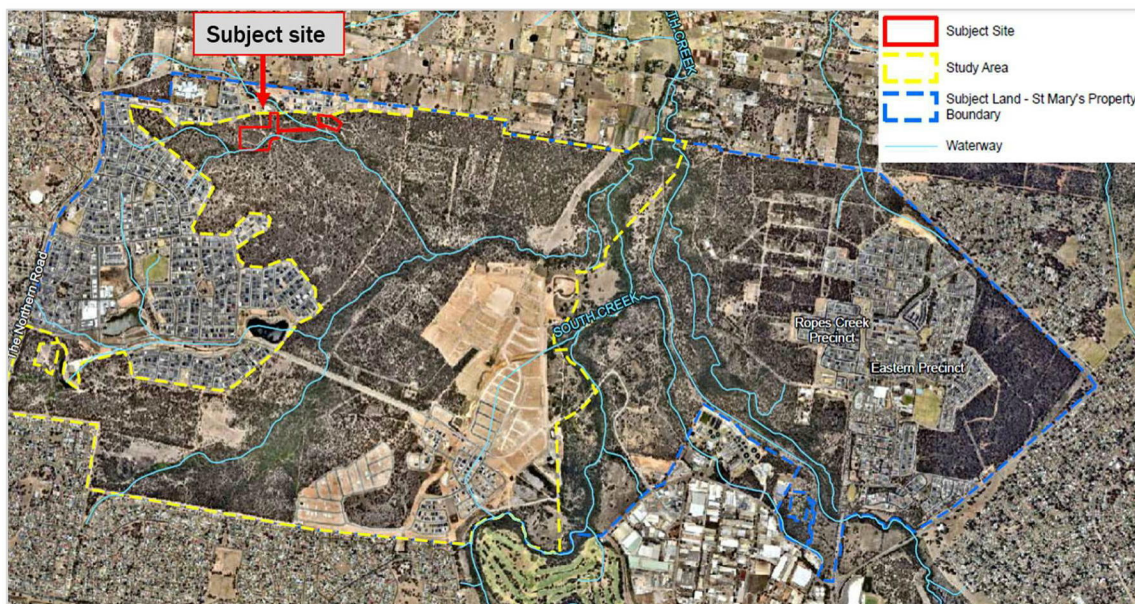 Subject site
SOUTH CREEK
Subject Site
Study Area
Subject Land - St Mary's Property
Boundary
Waterway
The Northern Road
SOUTH CREEK
Ropes Creek
Precinct
Eastern Precinct